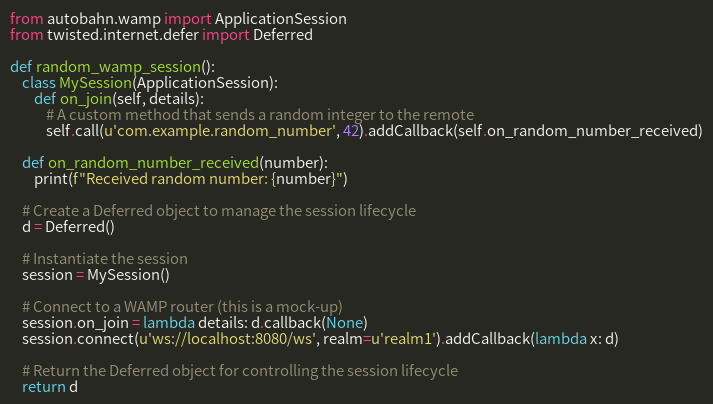 from autobahn.wamp import ApplicationSession
from twisted.internet.defer import Deferred

def random_wamp_session():
    class MySession(ApplicationSession):
        def on_join(self, details):
            # A custom method that sends a random integer to the remote
            self.call(u'com.example.random_number', 42).addCallback(self.on_random_number_received)

    def on_random_number_received(number):
        print(f"Received random number: {number}")

    # Create a Deferred object to manage the session lifecycle
    d = Deferred()

    # Instantiate the session
    session = MySession()

    # Connect to a WAMP router (this is a mock-up)
    session.on_join = lambda details: d.callback(None)
    session.connect(u'ws://localhost:8080/ws', realm=u'realm1').addCallback(lambda x: d)

    # Return the Deferred object for controlling the session lifecycle
    return d